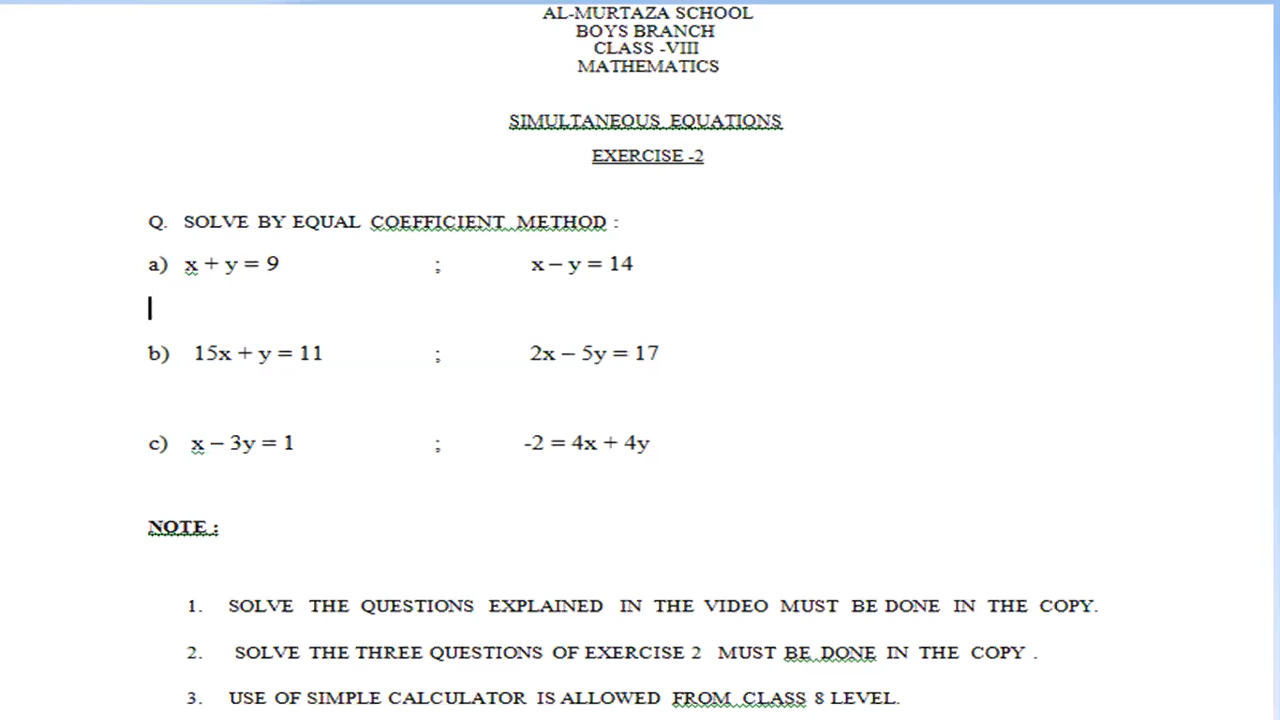 AL-MURTAZA SCHOOL
BOYS BRANCH
CLASS -VIII
MATHEMATICS
SIMULTANEOUS EQUATIONS
EXERCISE -2
Q. SOLVE BY EQUAL COEFFICIENT METHOD :
a) x + y = 9 ; x – y = 14
b) 15x + y = 11 ; 2x – 5y = 17
c) x – 3y = 1 ; -2 = 4x + 4y
NOTE :
1. SOLVE THE QUESTIONS EXPLAINED IN THE VIDEO MUST BE DONE IN THE COPY.
2. SOLVE THE THREE QUESTIONS OF EXERCISE 2 MUST BE DONE IN THE COPY .
3. USE OF SIMPLE CALCULATOR IS ALLOWED FROM CLASS 8 LEVEL.